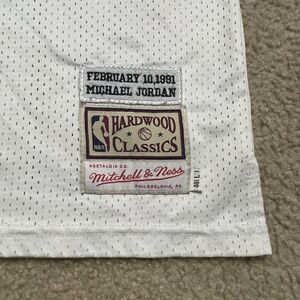 FEBRUARY 10,1991
MICHAEL JORDAN
HARDWOOD
NBA
CLASSICS
NOSTALGIA CO.
Mitchell & Ness
PHILADELPHIA, PA